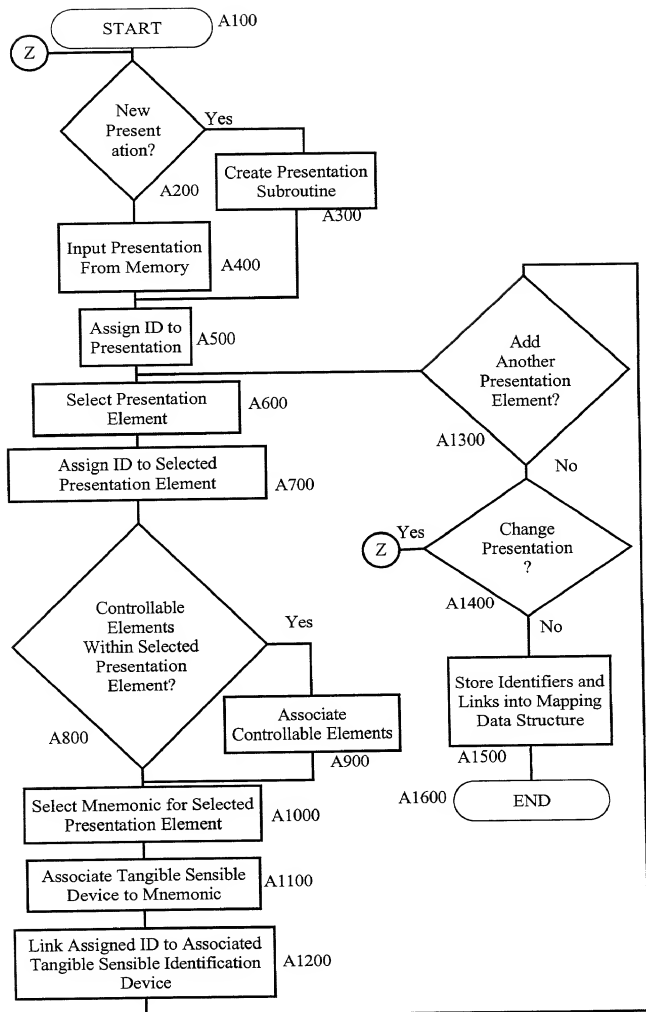 START
A100
Z
New
Present
ation?
Yes
A200
Create Presentation
Subroutine
A300
Input Presentation
From Memory
A400
Assign ID to
Presentation
A500
Select Presentation
Element
A600
Assign ID to Selected
Presentation Element
A700
Controllable
Elements
Within Selected
Presentation
Element?
Yes
A800
Associate
Controllable Elements
A900
Select Mnemonic for Selected
Presentation Element
A1000
Associate Tangible Sensible
Device to Mnemonic
A1100
Link Assigned ID to Associated
Tangible Sensible Identification
Device
A1200
Add
Another
Presentation
Element?
A1300
No
Change
Presentation
?
Yes
Z
A1400
No
Store Identifiers and
Links into Mapping
Data Structure
A1500
A1600
END